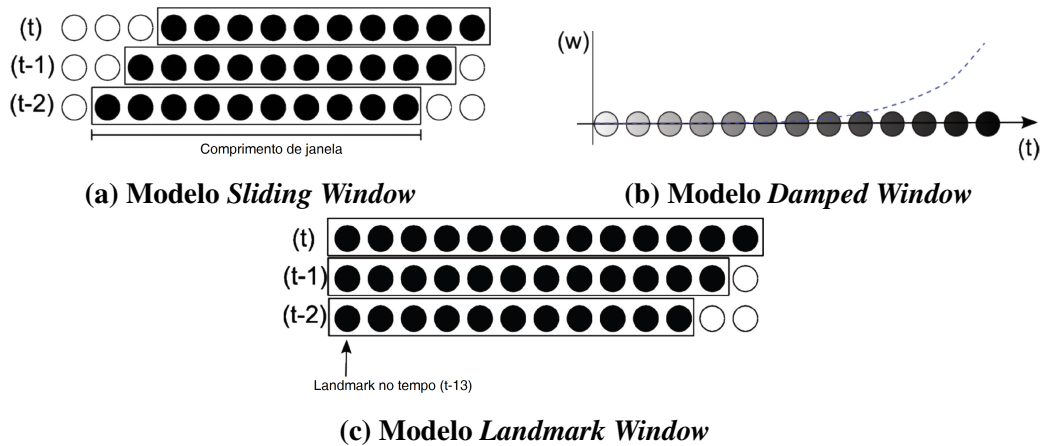 (t)
(t-1)
(t-2)
Comprimento de janela
(a) Modelo Sliding Window
(w)
(t)
(b) Modelo Damped Window
(t)
(t-1)
(t-2)
Landmark no tempo (t-13)
(c) Modelo Landmark Window